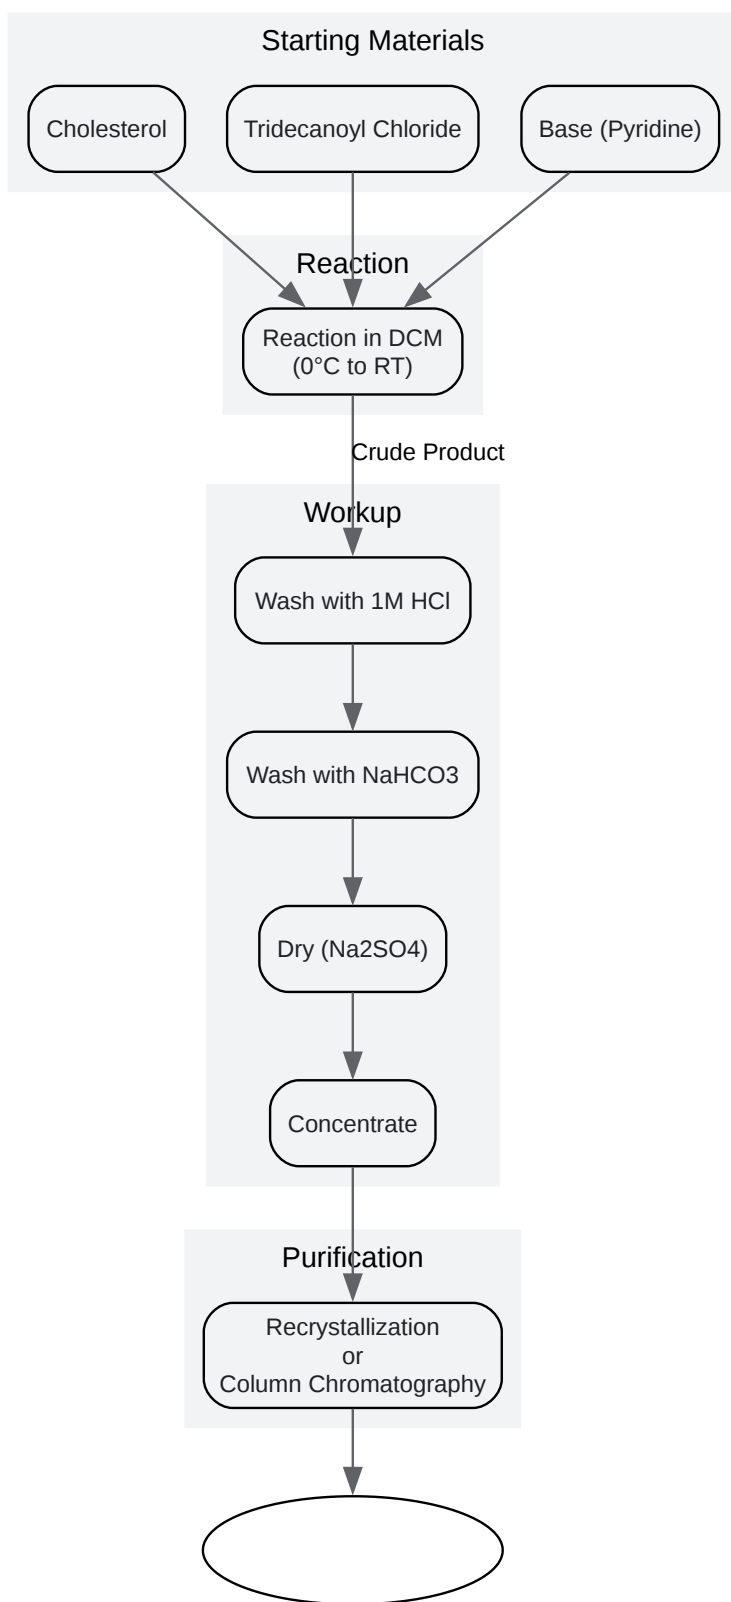 Starting Materials
Cholesterol
Tridecanoyl Chloride
Base (Pyridine)
Reaction
Reaction in DCM
(0°C to RT)
Crude Product
Workup
Wash with 1M HCl
Wash with NaHCO3
Dry (Na2SO4)
Concentrate
Purification
Recrystallization
or
Column Chromatography